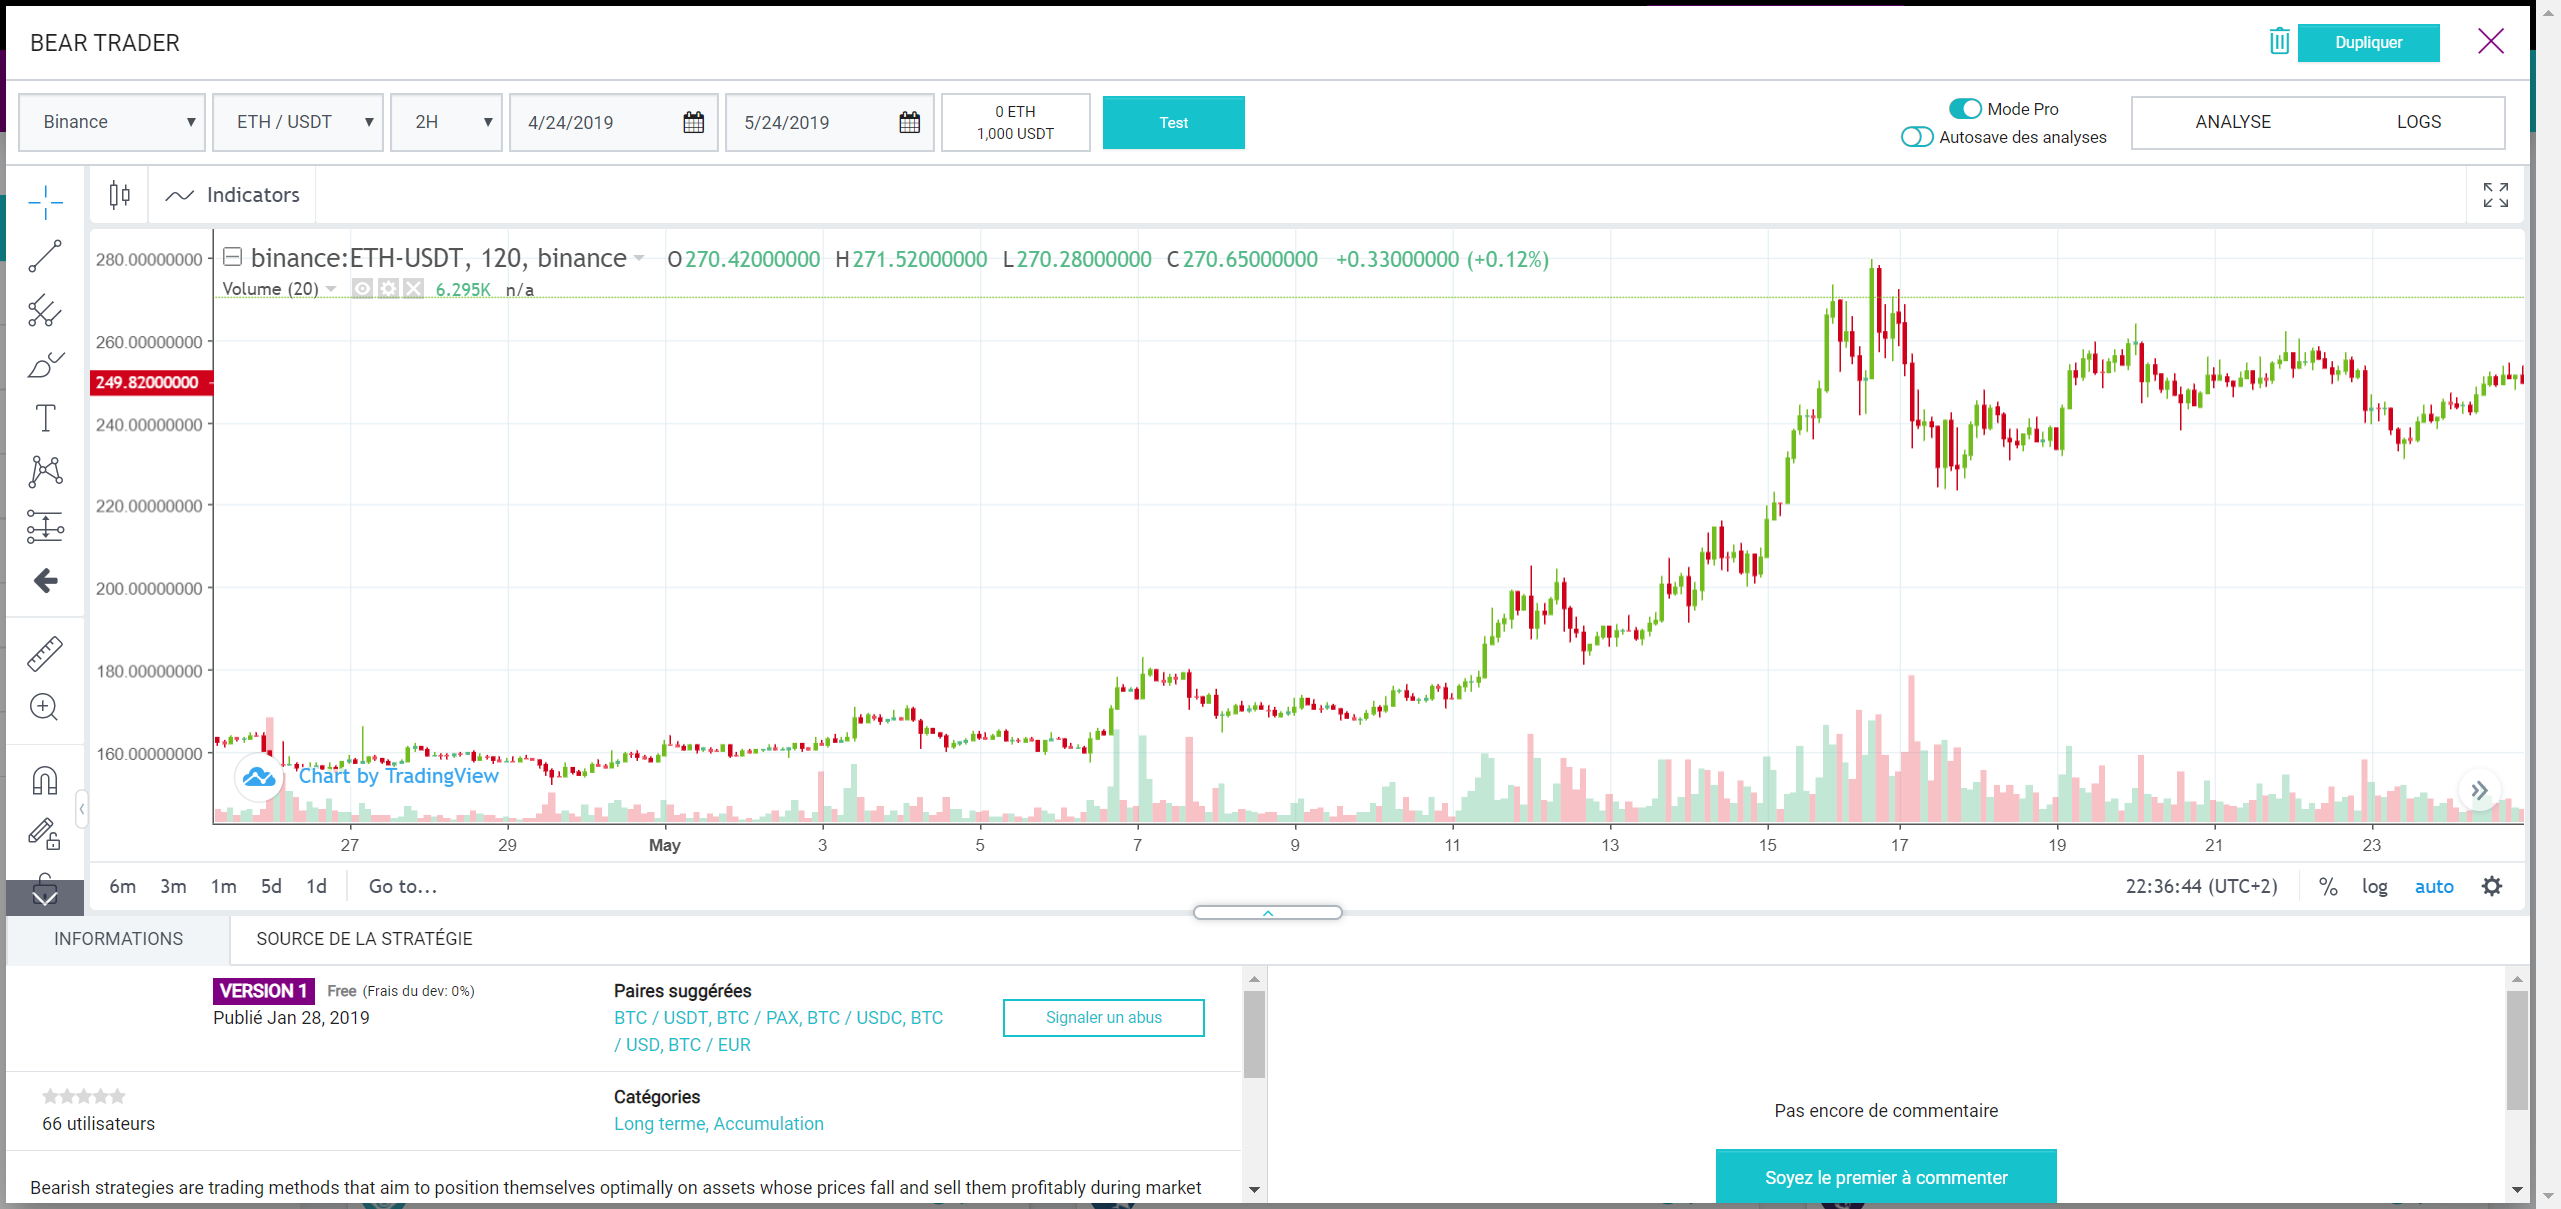 BEAR TRADER
Dupliquer
Binance
ETH / USDT
2H
4/24/2019
5/24/2019
0 ETH
1,000 USDT
Test
Mode Pro
Autosave des analyses
ANALYSE
LOGS
Indicators
binance:ETH-USDT, 120, binance
O270.42000000 H271.52000000 L270.28000000 C270.65000000 +0.33000000 (+0.12%)
Volume (20) 6.295K n/a
280.00000000
260.00000000
249.82000000
240.00000000
220.00000000
200.00000000
180.00000000
160.00000000
Chart by TradingView
27 29 May 3 5 7 9 11 13 15 17 19 21 23
6m 3m 1m 5d 1d Go to...
22:36:44 (UTC+2) % log auto
INFORMATIONS
SOURCE DE LA STRATÉGIE
VERSION 1 Free (Frais du dev: 0%)
Publié Jan 28, 2019
Paires suggérées
BTC / USDT, BTC / PAX, BTC / USDC, BTC
/ USD, BTC / EUR
Signaler un abus
66 utilisateurs
Catégories
Long terme, Accumulation
Bearish strategies are trading methods that aim to position themselves optimally on assets whose prices fall and sell them profitably during market
Pas encore de commentaire
Soyez le premier à commenter